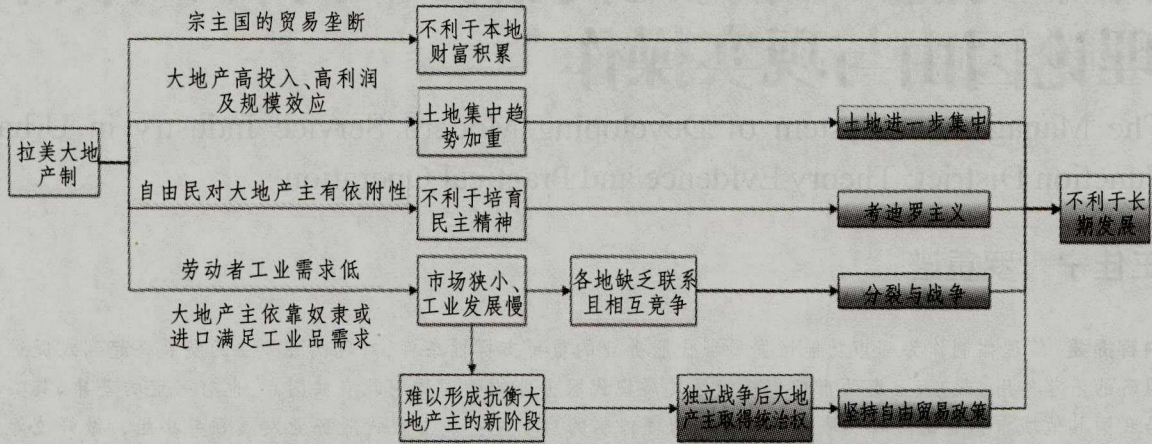 宗主国的贸易垄断
不利于本地
财富积累
大地产高投入、高利润
及规模效应
土地集中趋
势加重
土地进一步集中
拉美大地
产制
自由民对大地产主有依附性
不利于培育
民主精神
考迪罗主义
不利于长
期发展
劳动者工业需求低
大地产主依靠奴隶或
进口满足工业品需求
市场狭小、
工业发展慢
各地缺乏联系
且相互竞争
分裂与战争
难以形成抗衡大
地产主的新阶段
独立战争后大地
产主取得统治权
坚持自由贸易政策